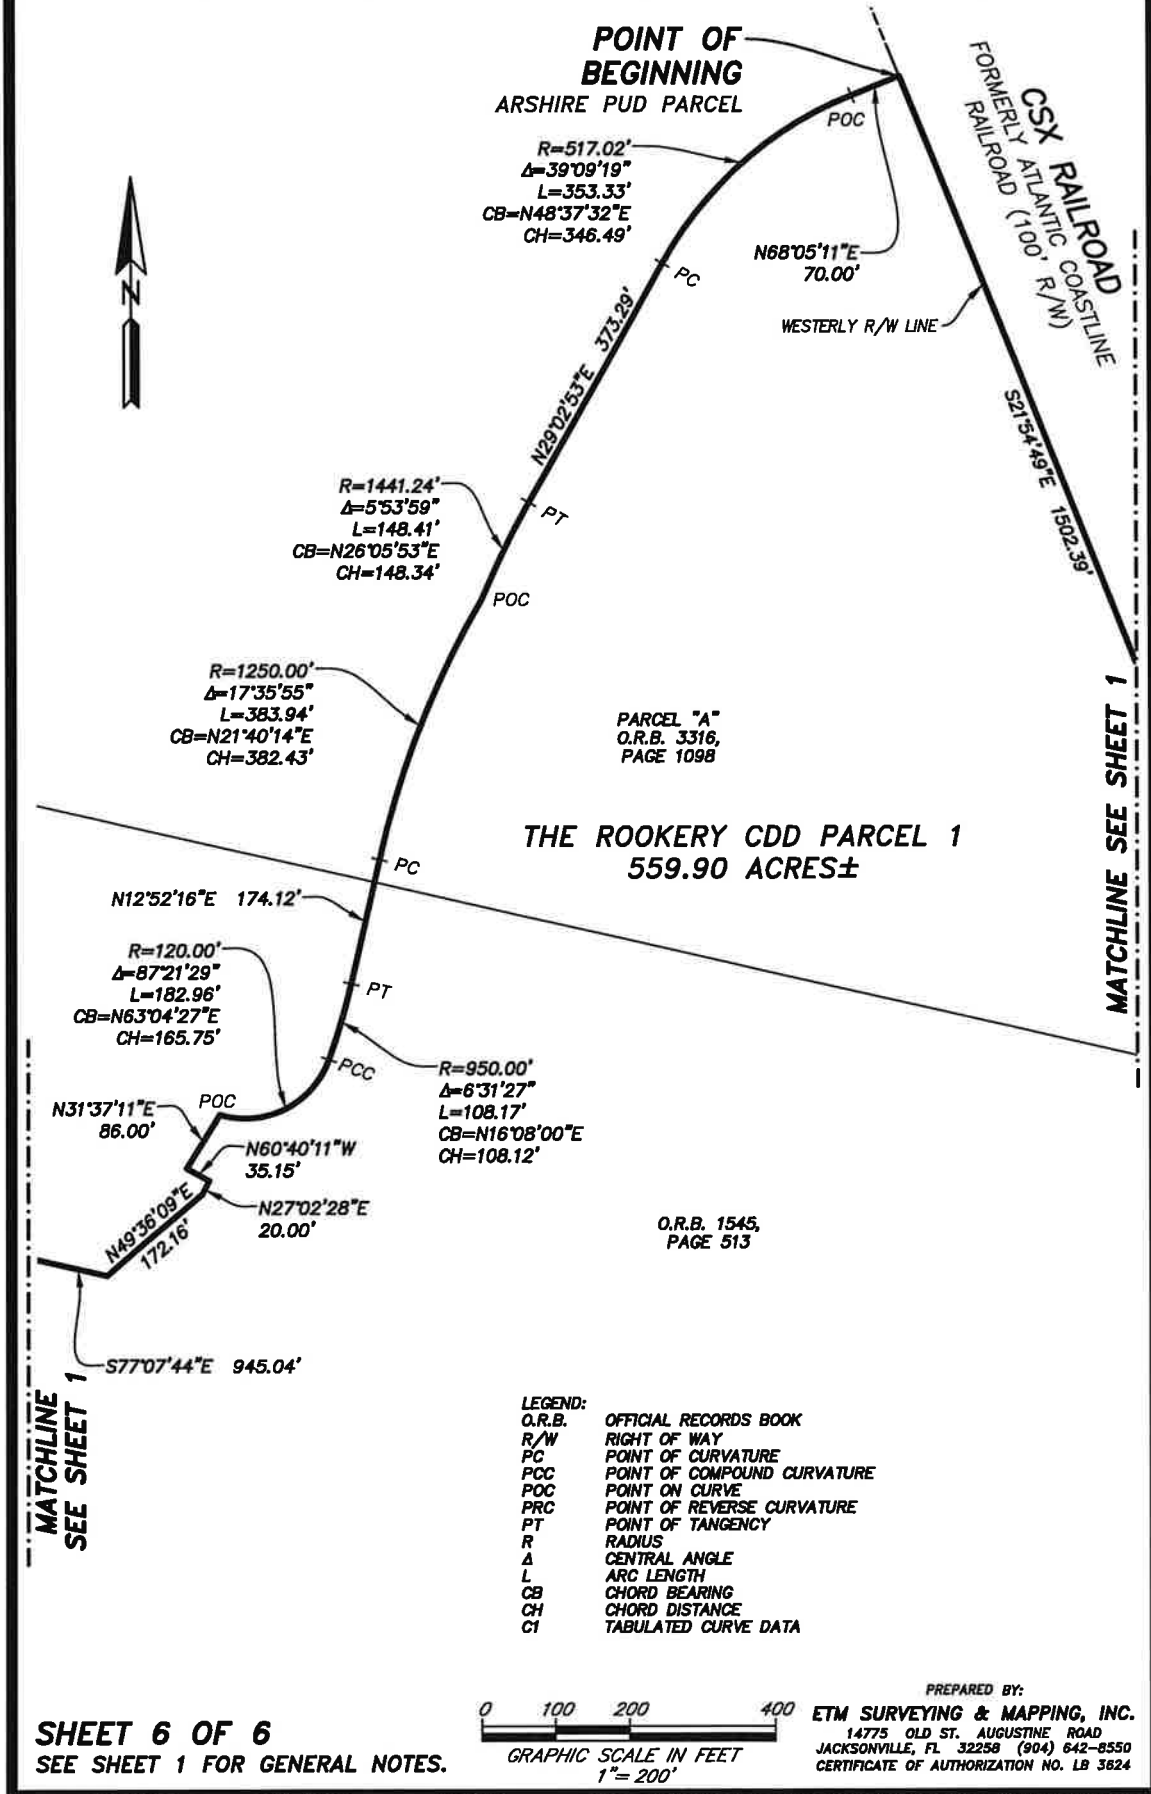 POINT OF
BEGINNING
ARSHIRE PUD PARCEL
POC
R=517.02'
Δ=39°09'19"
L=353.33'
CB=N48°37'32"E
CH=346.49'
N68°05'11"E
70.00'
CSX RAILROAD
FORMERLY ATLANTIC COASTLINE
RAILROAD (100' R/W)
WESTERLY R/W LINE
PC
N
N29°02'53"E 373.29'
S21°54'49"E 1502.39'
R=1441.24'
Δ=5°53'59"
L=148.41'
CB=N26°05'53"E
CH=148.34'
PT
POC
R=1250.00'
Δ=17°35'55"
L=383.94'
CB=N21°40'14"E
CH=382.43'
PARCEL "A"
O.R.B. 3316,
PAGE 1098
MATCHLINE SEE SHEET 1
THE ROOKERY CDD PARCEL 1
559.90 ACRES±
PC
N12°52'16"E 174.12'
R=120.00'
Δ=87°21'29"
L=182.96'
CB=N63°04'27"E
CH=165.75'
PT
PCC
R=950.00'
Δ=6°31'27"
L=108.17'
CB=N16°08'00"E
CH=108.12'
POC
N31°37'11"E
86.00'
N60°40'11"W
35.15'
N27°02'28"E
20.00'
N49°36'09"E
172.16'
O.R.B. 1545,
PAGE 513
S77°07'44"E 945.04'
MATCHLINE
SEE SHEET 1
LEGEND:
O.R.B. OFFICIAL RECORDS BOOK
R/W RIGHT OF WAY
PC POINT OF CURVATURE
PCC POINT OF COMPOUND CURVATURE
POC POINT ON CURVE
PRC POINT OF REVERSE CURVATURE
PT POINT OF TANGENCY
R RADIUS
Δ CENTRAL ANGLE
L ARC LENGTH
CB CHORD BEARING
CH CHORD DISTANCE
C1 TABULATED CURVE DATA
SHEET 6 OF 6
SEE SHEET 1 FOR GENERAL NOTES.
0 100 200 400
GRAPHIC SCALE IN FEET
1"= 200'
PREPARED BY:
ETM SURVEYING & MAPPING, INC.
14775 OLD ST. AUGUSTINE ROAD
JACKSONVILLE, FL 32258 (904) 642-8550
CERTIFICATE OF AUTHORIZATION NO. LB 3624